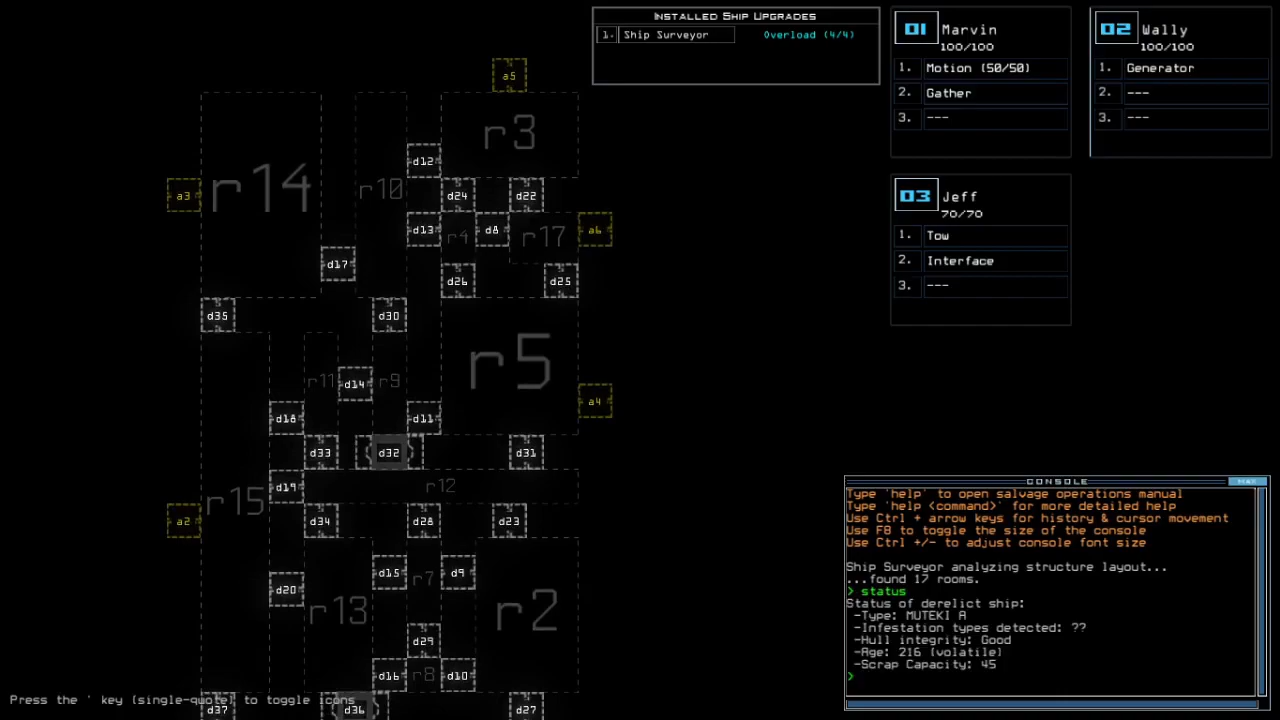 INSTALLED SHIP UPGRADES
1. Ship Surveyor Overload (4/4)
01 Marvin
100/100
1. Motion (50/50)
2. Gather
3. ---
02 Wally
100/100
1. Generator
2. ---
3. ---
03 Jeff
70/70
1. Tow
2. Interface
3. ---
a5
r3
d12
r14
r10
a3
d24
d22
d13
r4
d8
r17
a6
d17
d26
d25
d35
d30
r5
r11
d14
r9
a4
d18
d11
d33
d32
d31
d19
r12
r15
a2
d34
d28
d23
d15
r7
d9
d20
r13
r2
d29
d16
r8
d10
d37
d36
d27
Press the ' key (single-quote) to toggle icons
CONSOLE
Type 'help' to open salvage operations manual
Type 'help <command>' for more detailed help
Use Ctrl + arrow keys for history & cursor movement
Use F8 to toggle the size of the console
Use Ctrl +/- to adjust console font size
Ship Surveyor analyzing structure layout...
...found 17 rooms.
> status
Status of derelict ship:
-Type: MUTEKI A
-Infestation types detected: ??
-Hull integrity: Good
-Age: 216 (volatile)
-Scrap Capacity: 45
>